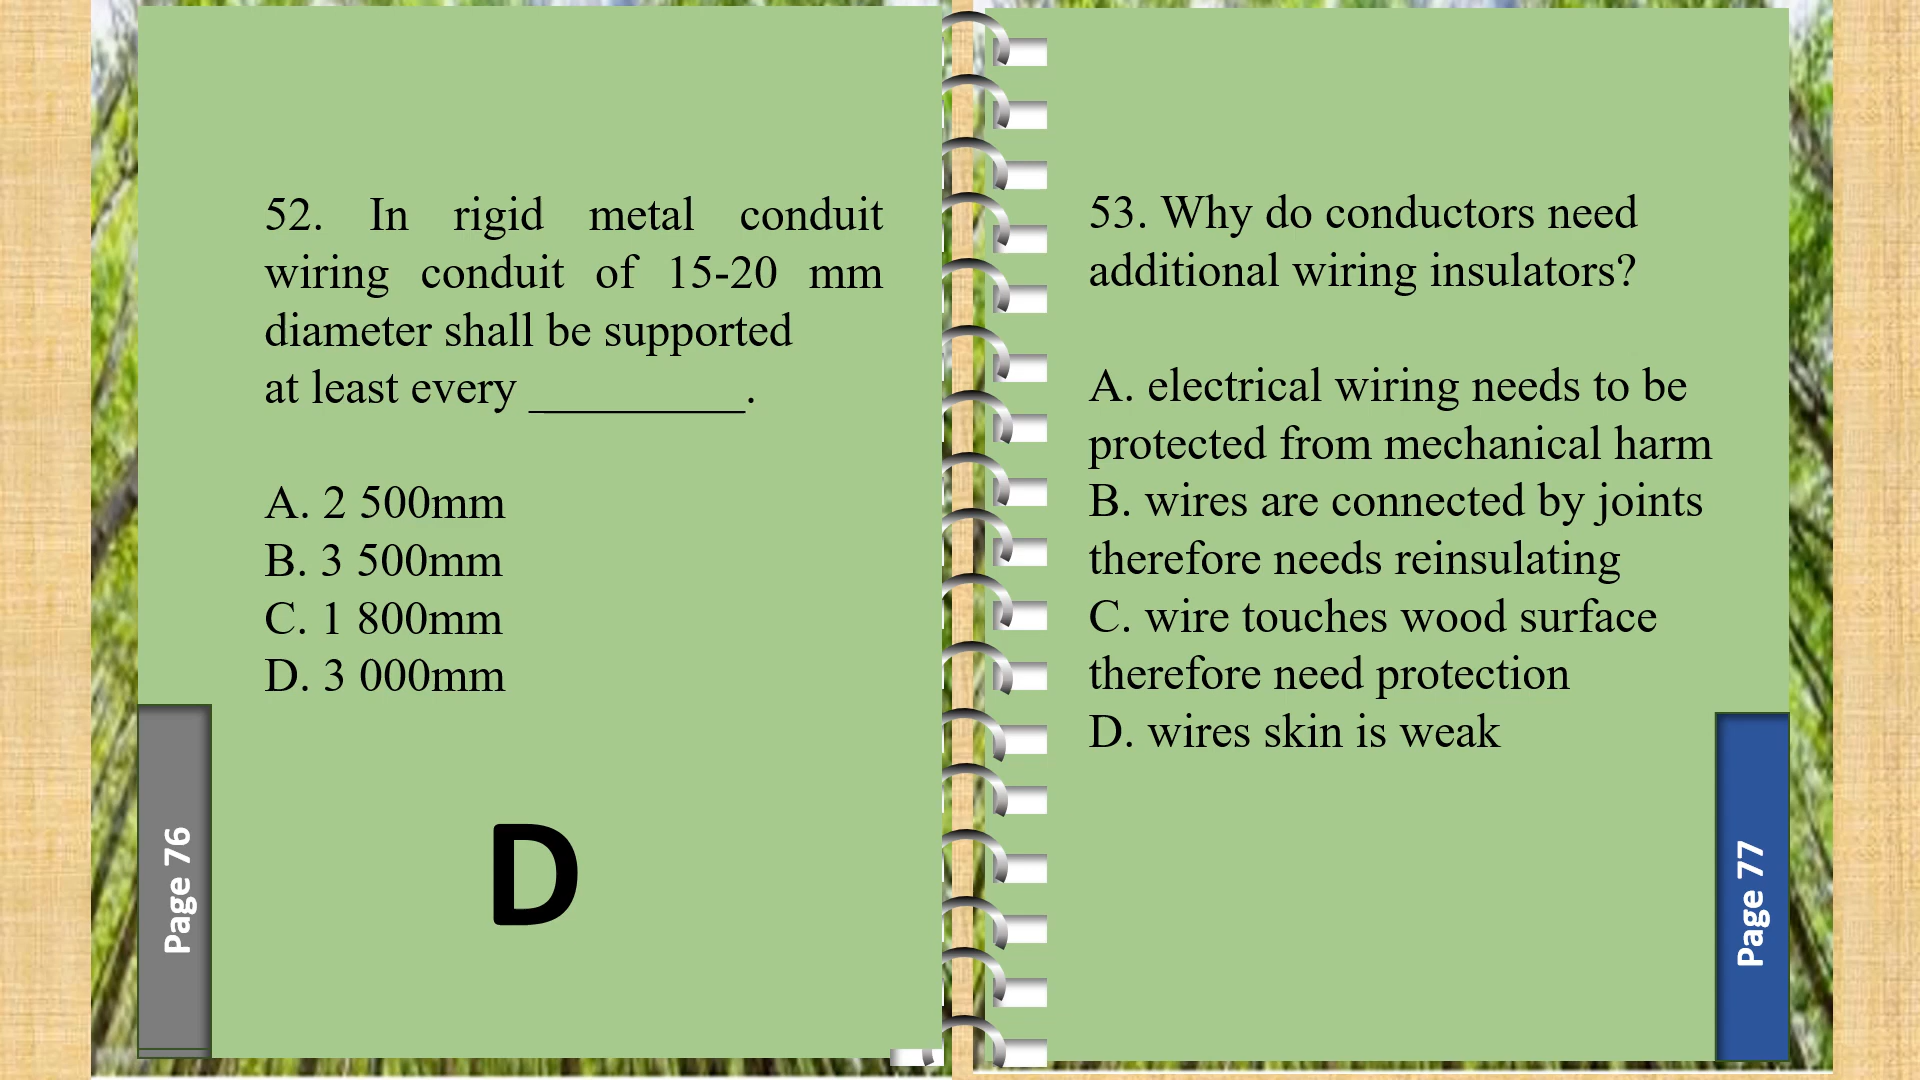 52. In rigid metal conduit
wiring conduit of 15-20 mm
diameter shall be supported
at least every _________.
A. 2 500mm
B. 3 500mm
C. 1 800mm
D. 3 000mm
D
Page 76
53. Why do conductors need
additional wiring insulators?
A. electrical wiring needs to be
protected from mechanical harm
B. wires are connected by joints
therefore needs reinsulating
C. wire touches wood surface
therefore need protection
D. wires skin is weak
Page 77